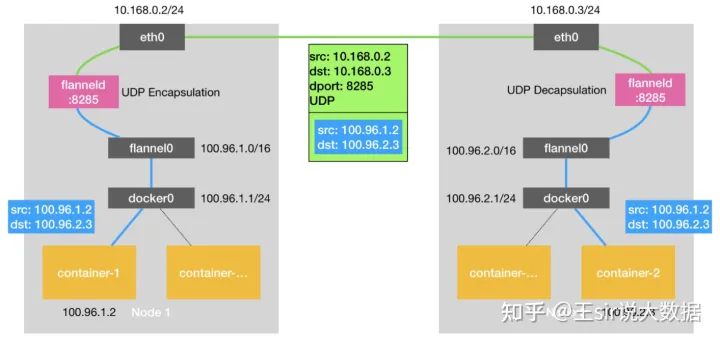 10.168.0.2/24
10.168.0.3/24
eth0
eth0
src: 10.168.0.2
dst: 10.168.0.3
dport: 8285
UDP
src: 100.96.1.2
dst: 100.96.2.3
flanneld
:8285
UDP Encapsulation
UDP Decapsulation
flanneld
:8285
flannel0
100.96.1.0/16
100.96.2.0/16
flannel0
docker0
100.96.1.1/24
100.96.2.1/24
docker0
src: 100.96.1.2
dst: 100.96.2.3
src: 100.96.1.2
dst: 100.96.2.3
container-1
container-...
container-...
container-2
100.96.1.2
Node 1
知乎 @王sir说大数据